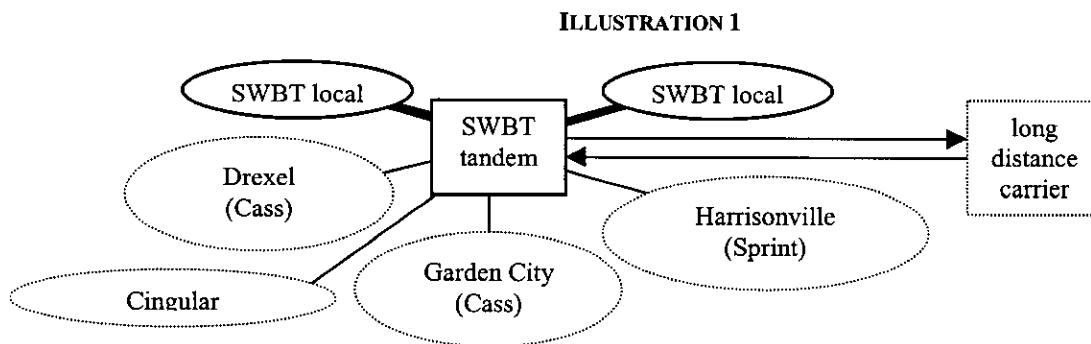 ILLUSTRATION 1
SWBT local
SWBT local
SWBT
tandem
long
distance
carrier
Drexel
(Cass)
Harrisonville
(Sprint)
Garden City
(Cass)
Cingular